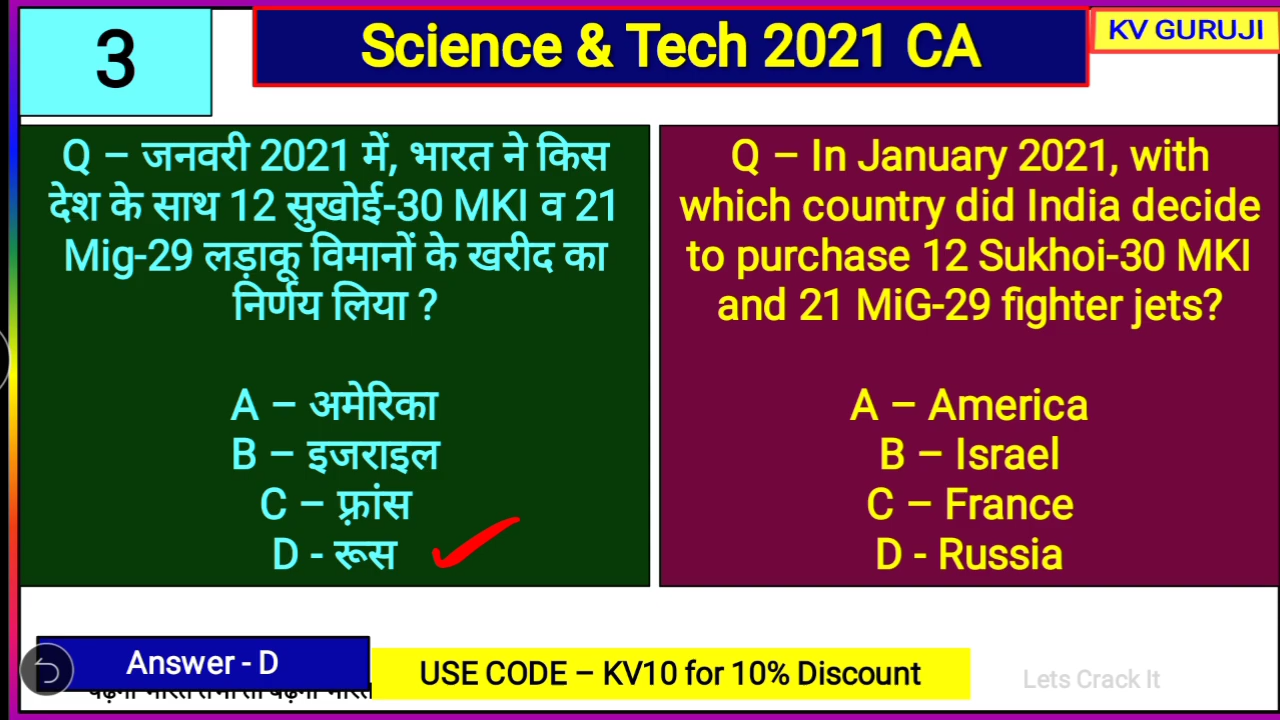 3
Science & Tech 2021 CA
KV GURUJI
Q – जनवरी 2021 में, भारत ने किस
देश के साथ 12 सुखोई-30 MKI व 21
Mig-29 लड़ाकू विमानों के खरीद का
निर्णय लिया ?
A – अमेरिका
B – इजराइल
C – फ़्रांस
D - रूस
Q – In January 2021, with
which country did India decide
to purchase 12 Sukhoi-30 MKI
and 21 MiG-29 fighter jets?
A – America
B – Israel
C – France
D - Russia
Answer - D
USE CODE – KV10 for 10% Discount
Lets Crack It